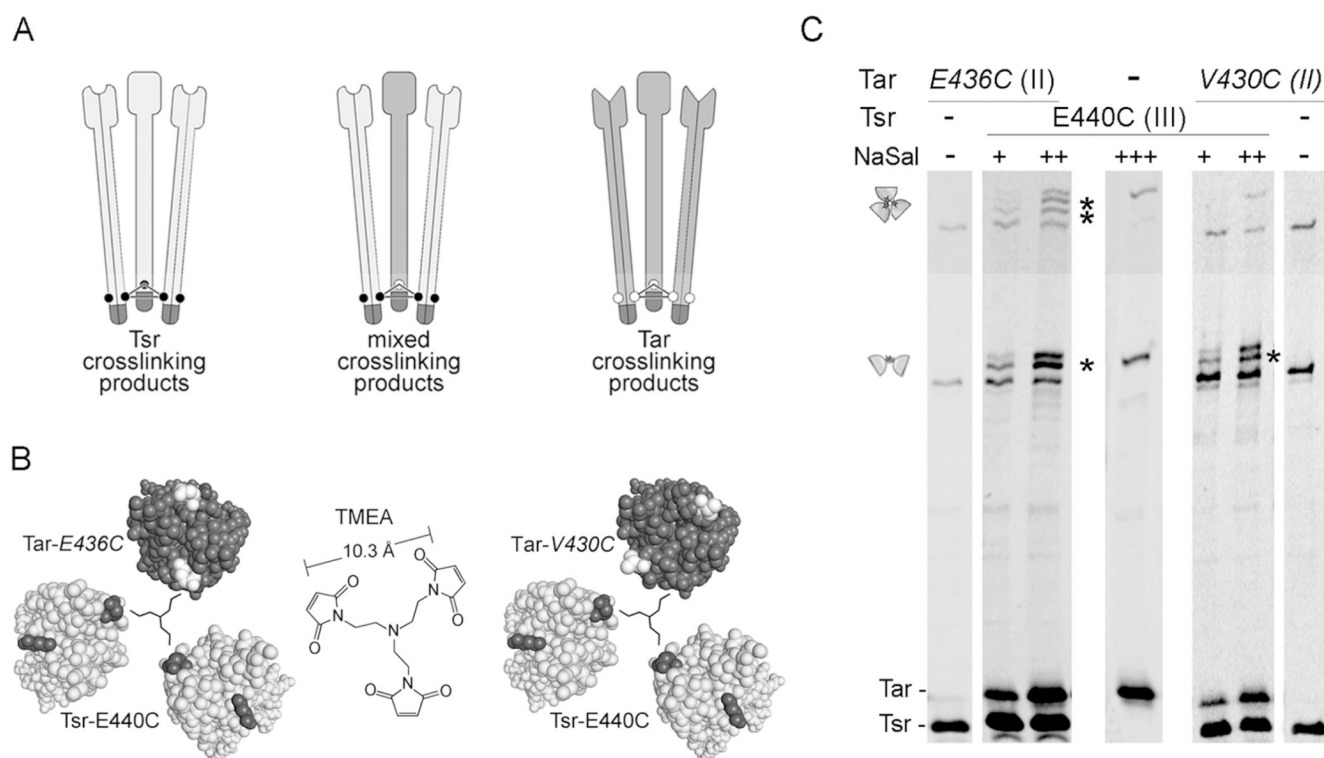 A
Tsr
crosslinking
products
mixed
crosslinking
products
Tar
crosslinking
products
B
Tar-E436C
Tsr-E440C
TMEA
10.3 Å
O
O
N
O
O
N
N
O
N
O
Tar-V430C
Tsr-E440C
C
Tar E436C (II) - V430C (II)
Tsr - E440C (III) -
NaSal - + ++ +++ + ++ -
*
*
*
*
Tar -
Tsr -